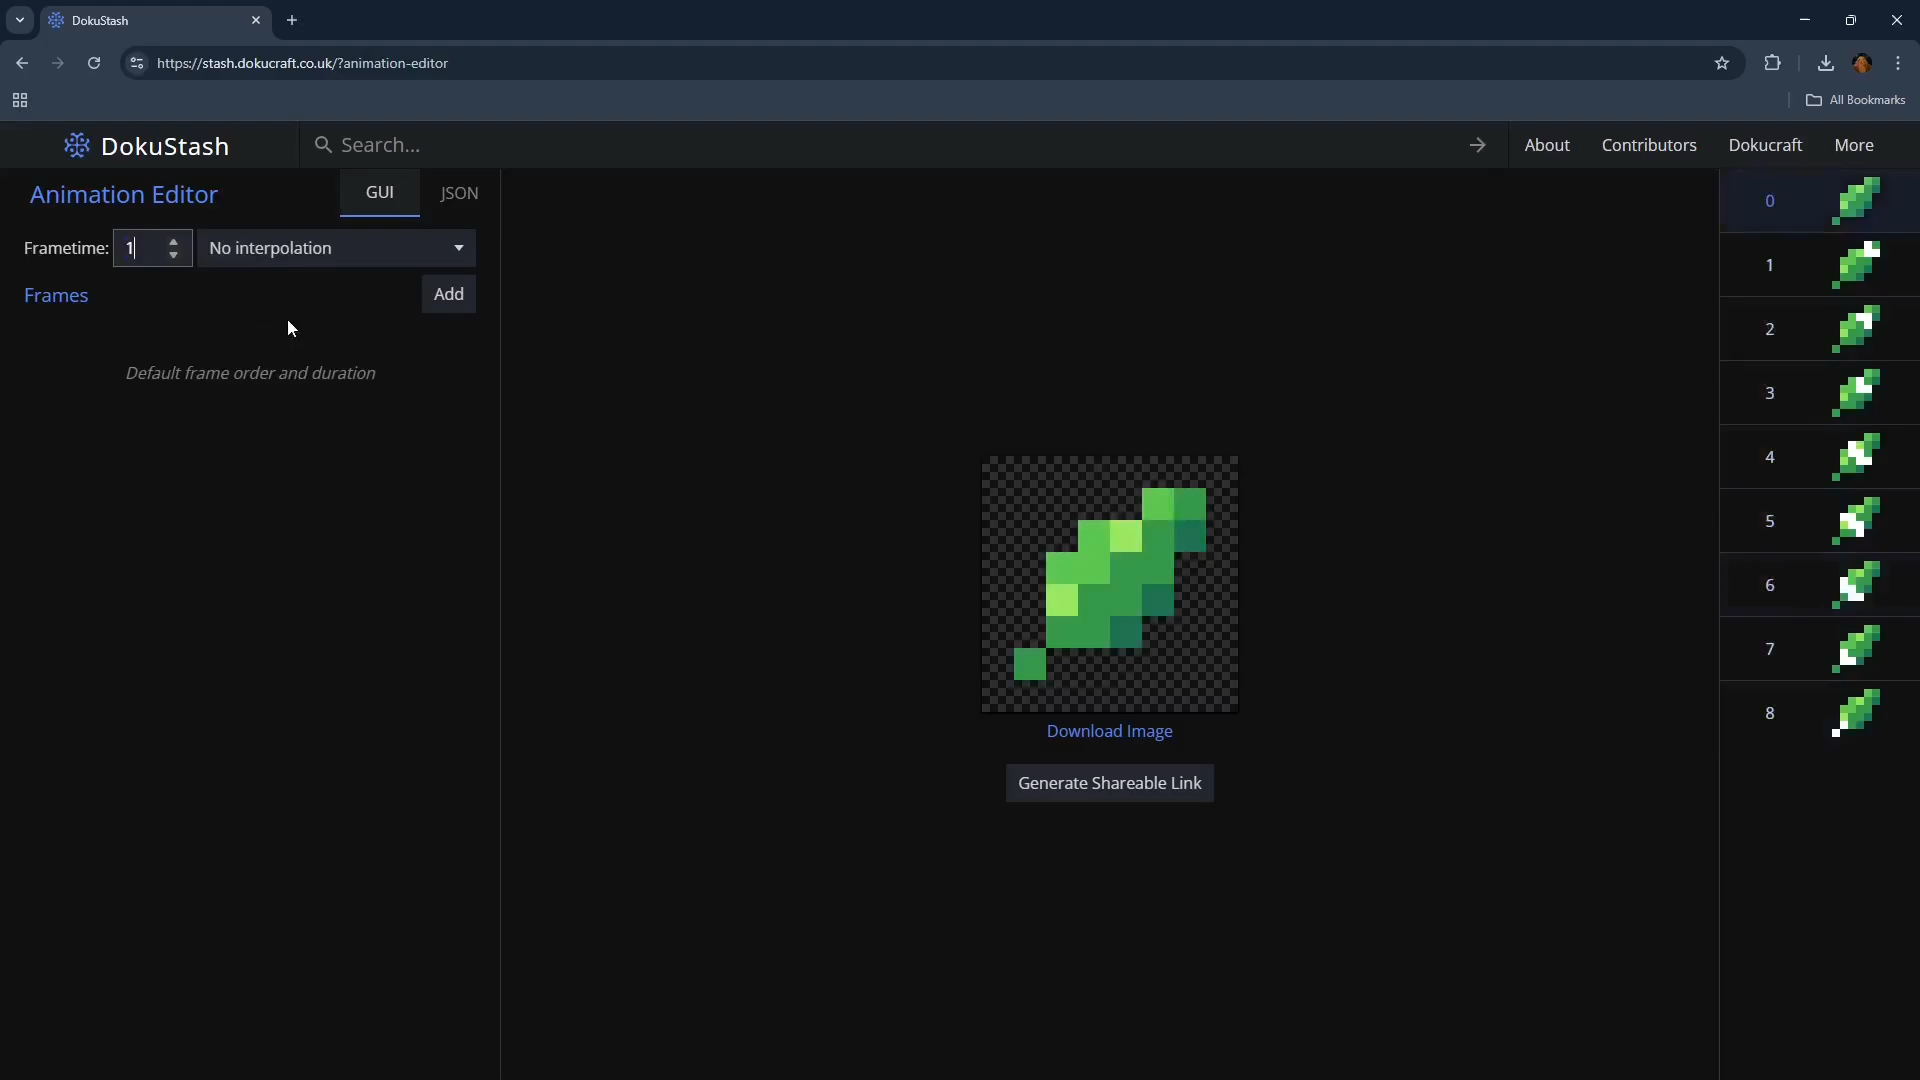 DokuStash
https://stash.dokucraft.co.uk/?animation-editor
All Bookmarks
DokuStash
Search...
About
Contributors
Dokucraft
More
Animation Editor
GUI
JSON
Frametime: 1
No interpolation
Frames
Add
Default frame order and duration
Download Image
Generate Shareable Link
0
1
2
3
4
5
6
7
8